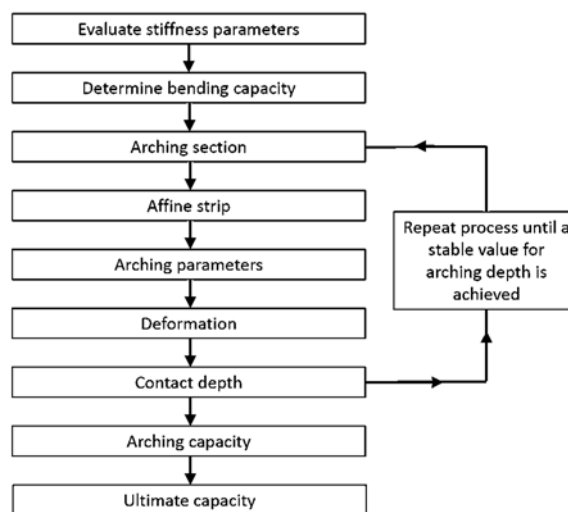 Evaluate stiffness parameters
Determine bending capacity
Arching section
Affine strip
Arching parameters
Deformation
Contact depth
Arching capacity
Ultimate capacity
Repeat process until a
stable value for
arching depth is
achieved